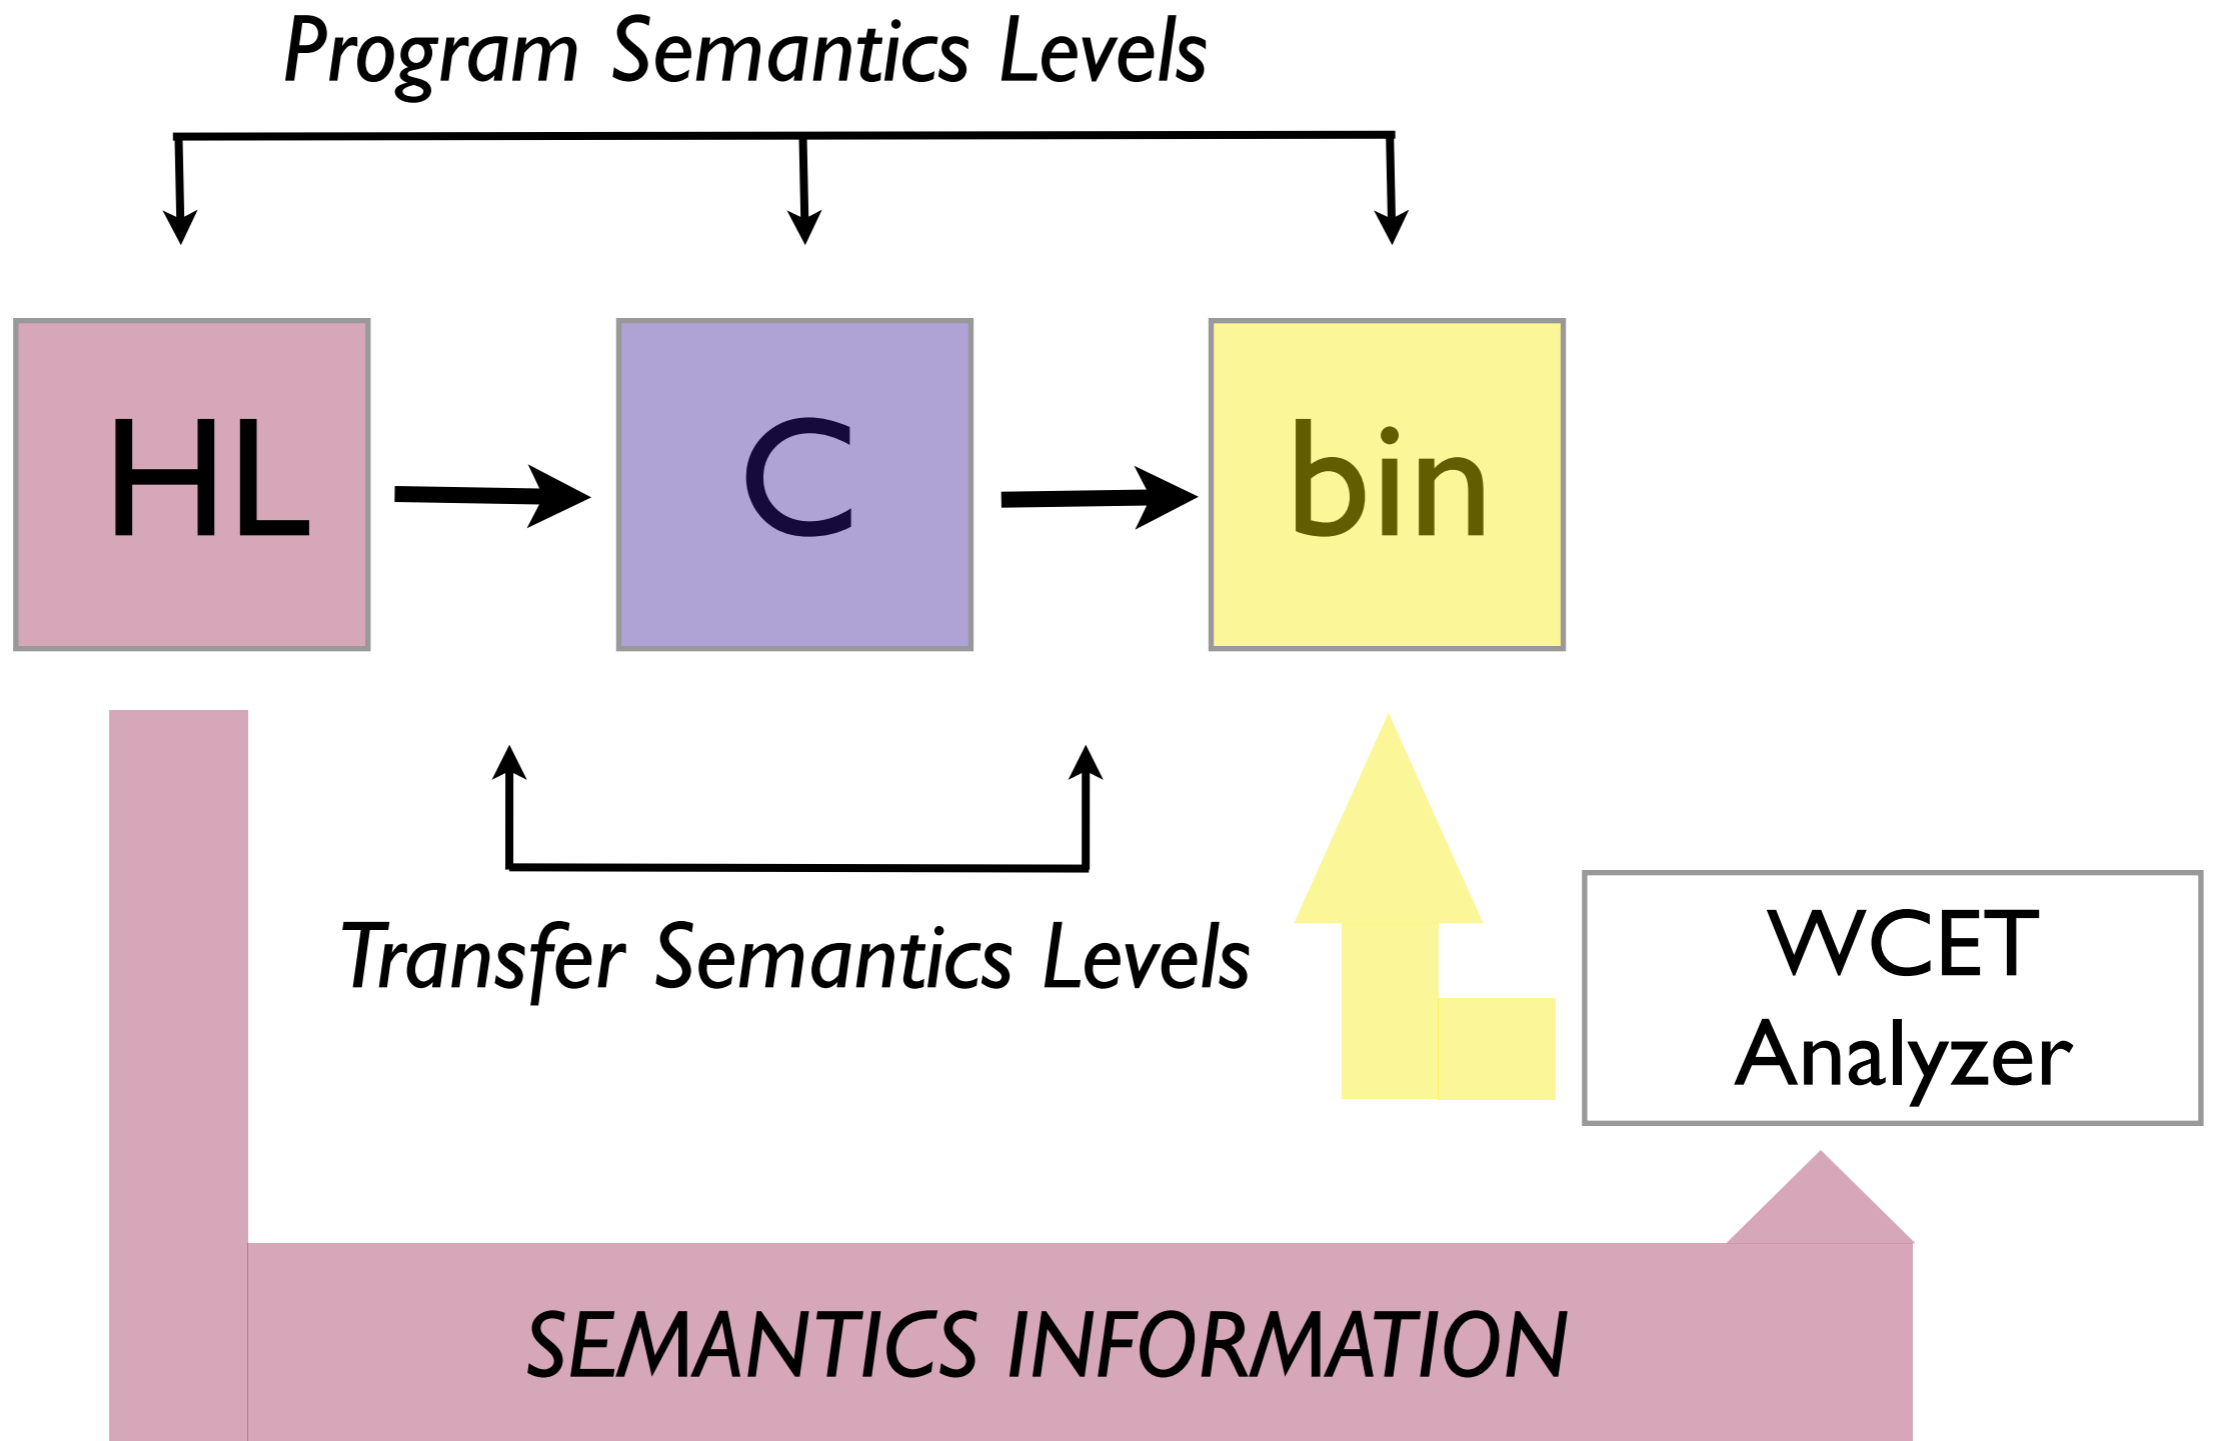 Program Semantics Levels
HL
C
bin
Transfer Semantics Levels
WCET
Analyzer
SEMANTICS INFORMATION